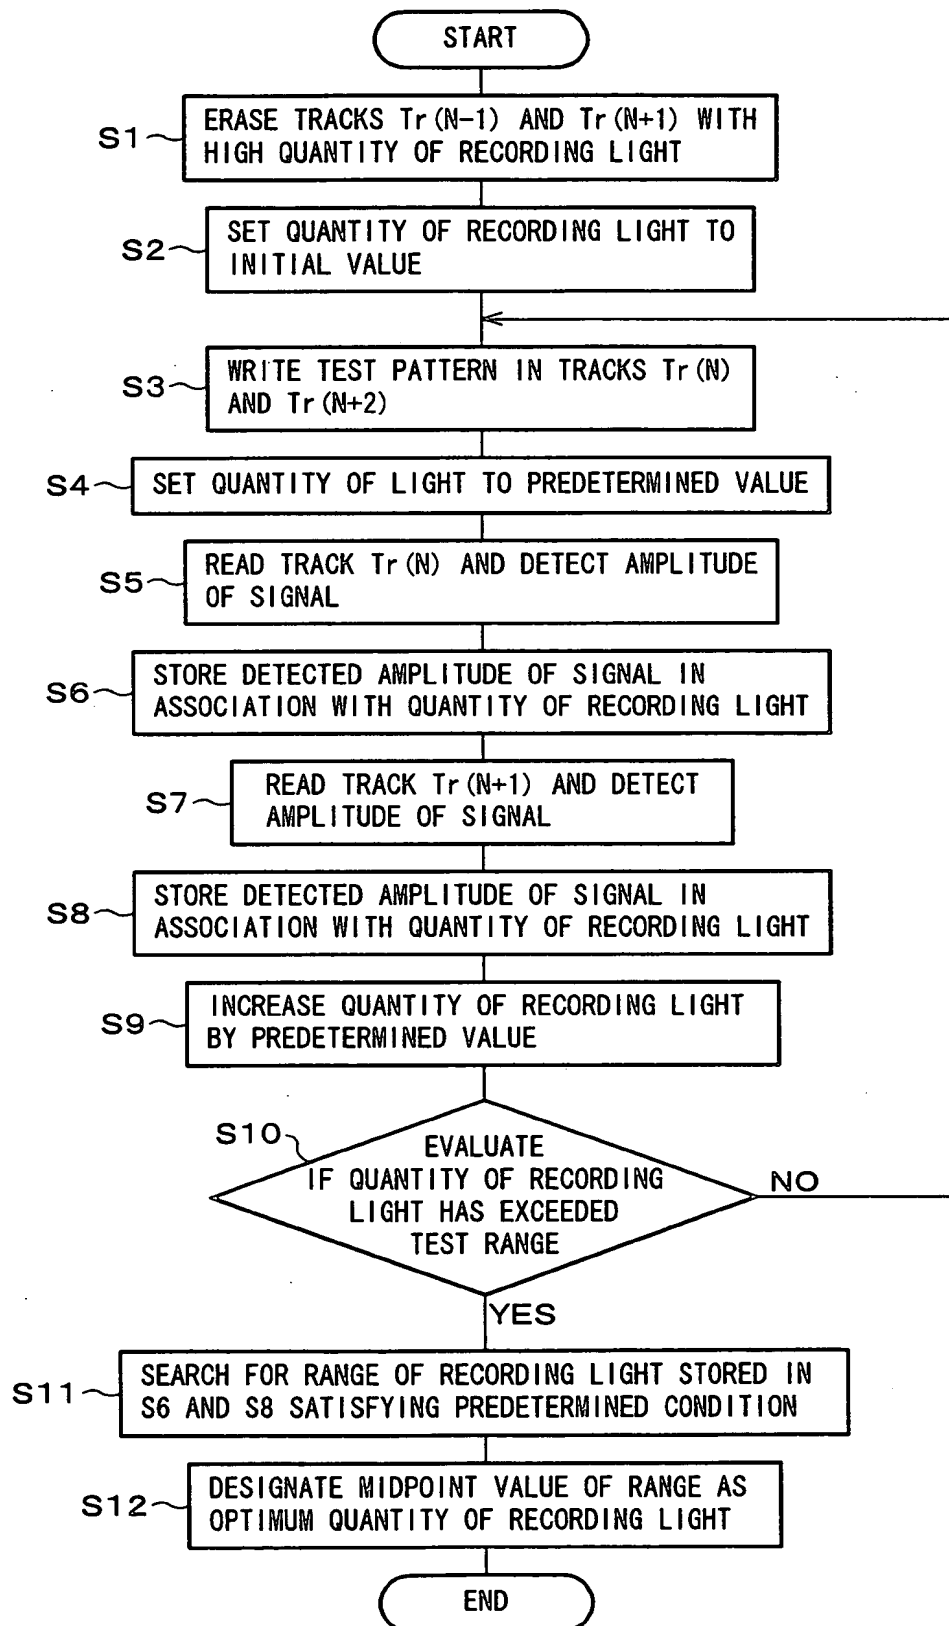 START
S1
ERASE TRACKS Tr(N-1) AND Tr(N+1) WITH
HIGH QUANTITY OF RECORDING LIGHT
S2
SET QUANTITY OF RECORDING LIGHT TO
INITIAL VALUE
S3
WRITE TEST PATTERN IN TRACKS Tr(N)
AND Tr(N+2)
S4
SET QUANTITY OF LIGHT TO PREDETERMINED VALUE
S5
READ TRACK Tr(N) AND DETECT AMPLITUDE
OF SIGNAL
S6
STORE DETECTED AMPLITUDE OF SIGNAL IN
ASSOCIATION WITH QUANTITY OF RECORDING LIGHT
S7
READ TRACK Tr(N+1) AND DETECT
AMPLITUDE OF SIGNAL
S8
STORE DETECTED AMPLITUDE OF SIGNAL IN
ASSOCIATION WITH QUANTITY OF RECORDING LIGHT
S9
INCREASE QUANTITY OF RECORDING LIGHT
BY PREDETERMINED VALUE
S10
EVALUATE
IF QUANTITY OF RECORDING
LIGHT HAS EXCEEDED
TEST RANGE
NO
YES
S11
SEARCH FOR RANGE OF RECORDING LIGHT STORED IN
S6 AND S8 SATISFYING PREDETERMINED CONDITION
S12
DESIGNATE MIDPOINT VALUE OF RANGE AS
OPTIMUM QUANTITY OF RECORDING LIGHT
END